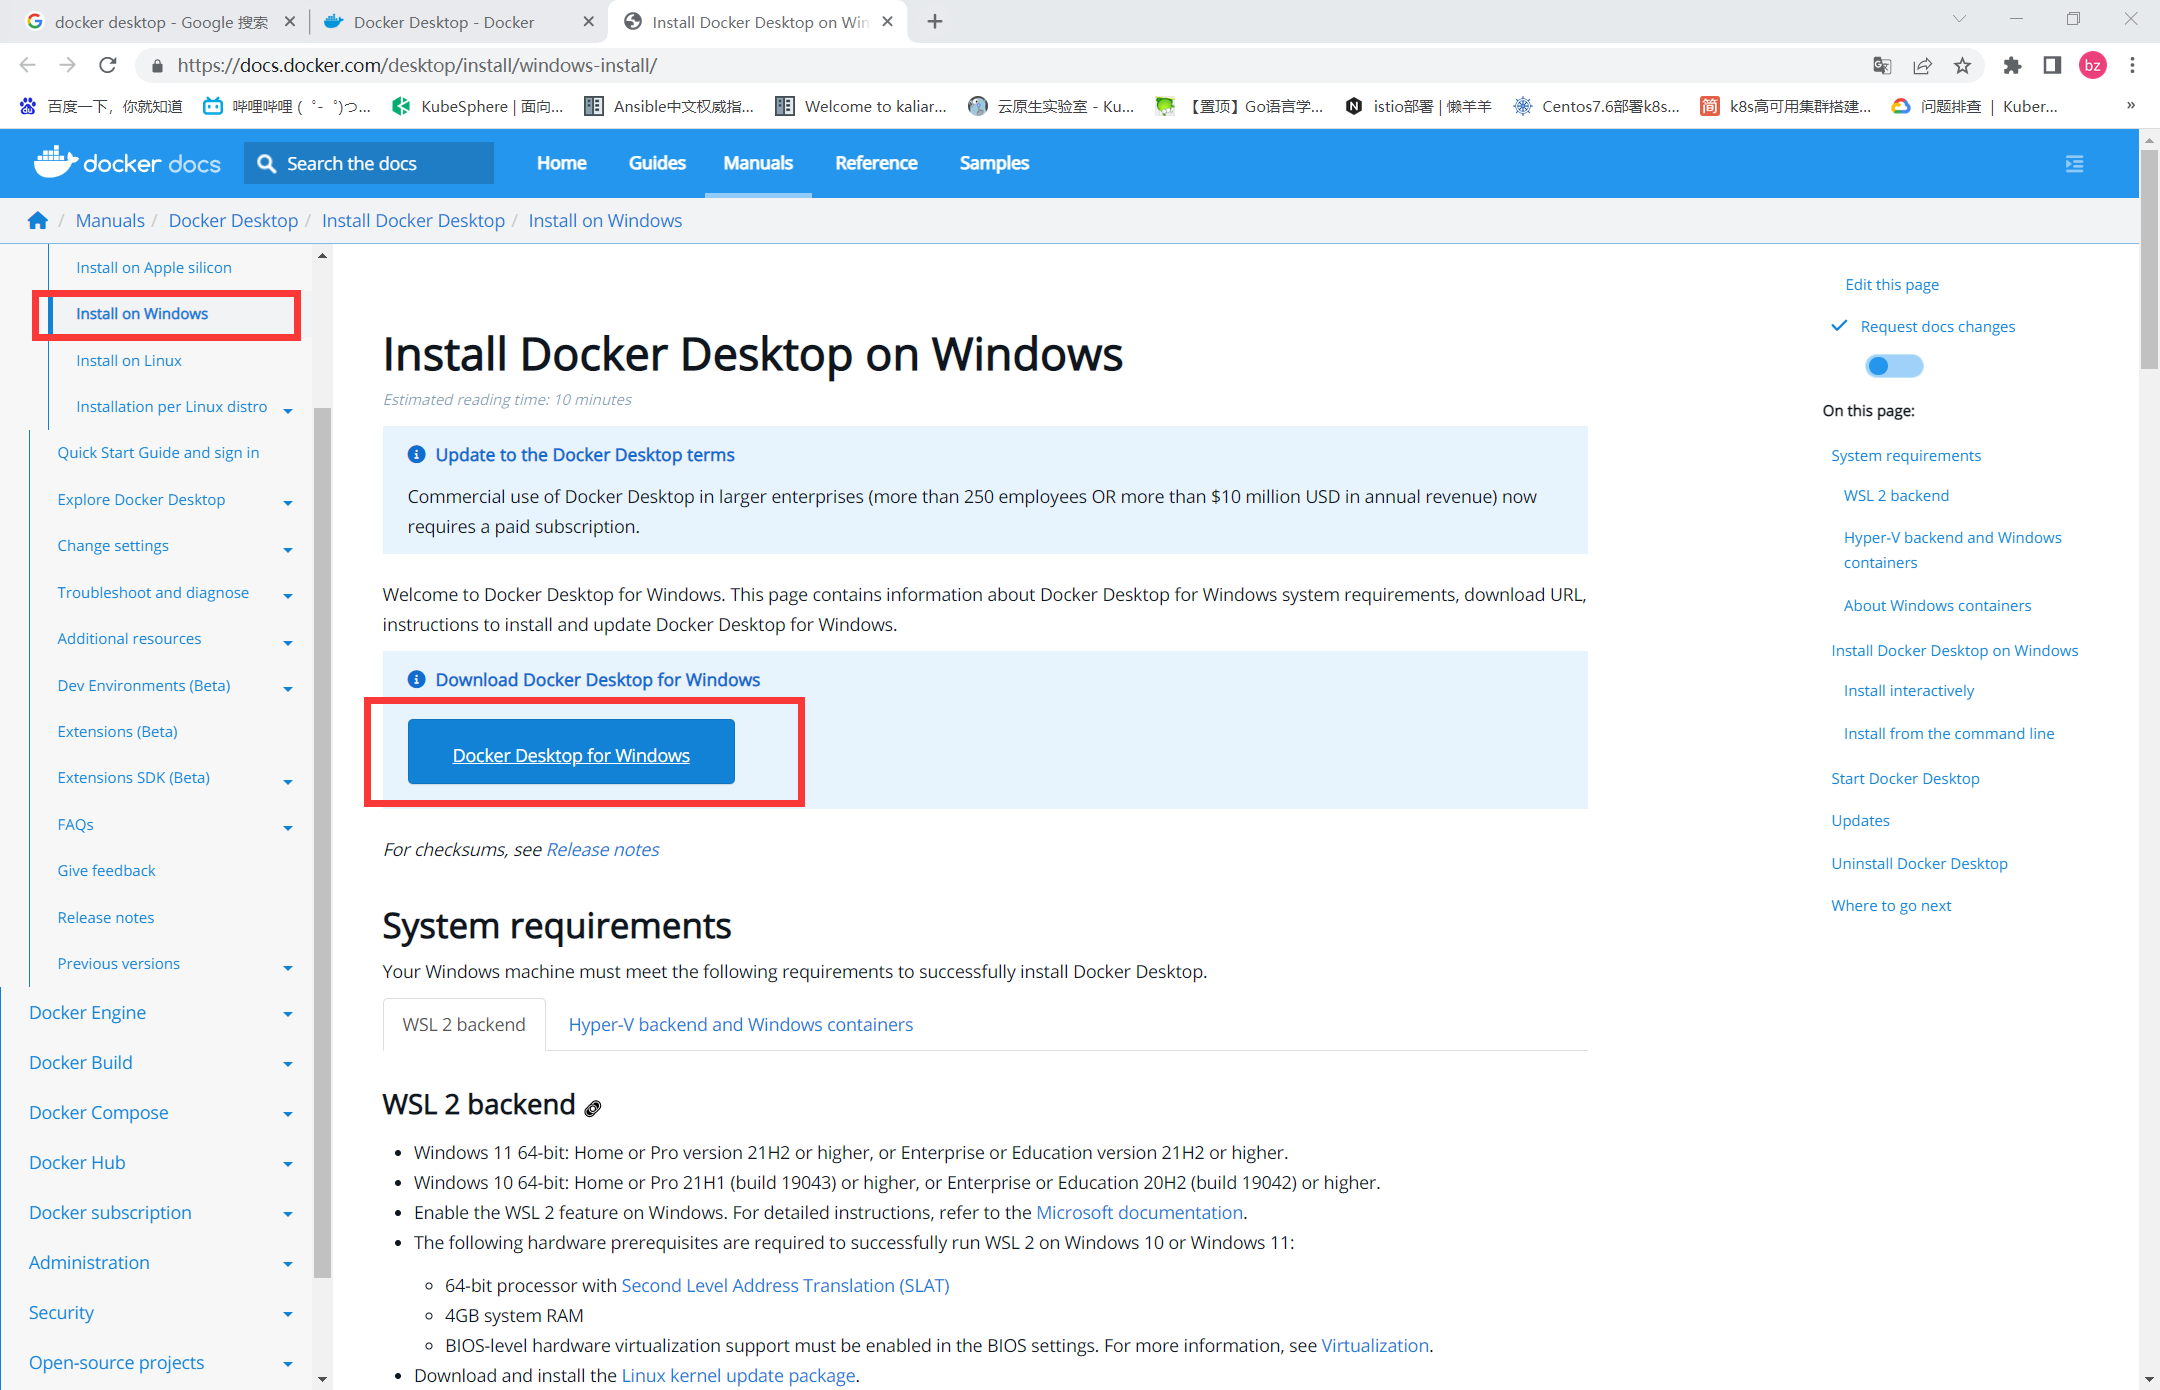 docker desktop - Google 搜索
Docker Desktop - Docker
Install Docker Desktop on Win
https://docs.docker.com/desktop/install/windows-install/
bz
百度一下，你就知道
哔哩哔哩 ( ゜- ゜)つ...
KubeSphere | 面向...
Ansible中文权威指...
Welcome to kaliar...
云原生实验室 - Ku...
【置顶】Go语言学...
istio部署 | 懒羊羊
Centos7.6部署k8s...
简 k8s高可用集群搭建...
问题排查 | Kuber...
»
docker docs
Search the docs
Home
Guides
Manuals
Reference
Samples
/ Manuals / Docker Desktop / Install Docker Desktop / Install on Windows
Install on Apple silicon
Install on Windows
Install on Linux
Installation per Linux distro
Quick Start Guide and sign in
Explore Docker Desktop
Change settings
Troubleshoot and diagnose
Additional resources
Dev Environments (Beta)
Extensions (Beta)
Extensions SDK (Beta)
FAQs
Give feedback
Release notes
Previous versions
Docker Engine
Docker Build
Docker Compose
Docker Hub
Docker subscription
Administration
Security
Open-source projects
Install Docker Desktop on Windows
Estimated reading time: 10 minutes
Update to the Docker Desktop terms
Commercial use of Docker Desktop in larger enterprises (more than 250 employees OR more than $10 million USD in annual revenue) now
requires a paid subscription.
Welcome to Docker Desktop for Windows. This page contains information about Docker Desktop for Windows system requirements, download URL,
instructions to install and update Docker Desktop for Windows.
Download Docker Desktop for Windows
Docker Desktop for Windows
For checksums, see Release notes
System requirements
Your Windows machine must meet the following requirements to successfully install Docker Desktop.
WSL 2 backend
Hyper-V backend and Windows containers
WSL 2 backend
• Windows 11 64-bit: Home or Pro version 21H2 or higher, or Enterprise or Education version 21H2 or higher.
• Windows 10 64-bit: Home or Pro 21H1 (build 19043) or higher, or Enterprise or Education 20H2 (build 19042) or higher.
• Enable the WSL 2 feature on Windows. For detailed instructions, refer to the Microsoft documentation.
• The following hardware prerequisites are required to successfully run WSL 2 on Windows 10 or Windows 11:
◦ 64-bit processor with Second Level Address Translation (SLAT)
◦ 4GB system RAM
◦ BIOS-level hardware virtualization support must be enabled in the BIOS settings. For more information, see Virtualization.
• Download and install the Linux kernel update package.
Edit this page
Request docs changes
On this page:
System requirements
WSL 2 backend
Hyper-V backend and Windows
containers
About Windows containers
Install Docker Desktop on Windows
Install interactively
Install from the command line
Start Docker Desktop
Updates
Uninstall Docker Desktop
Where to go next